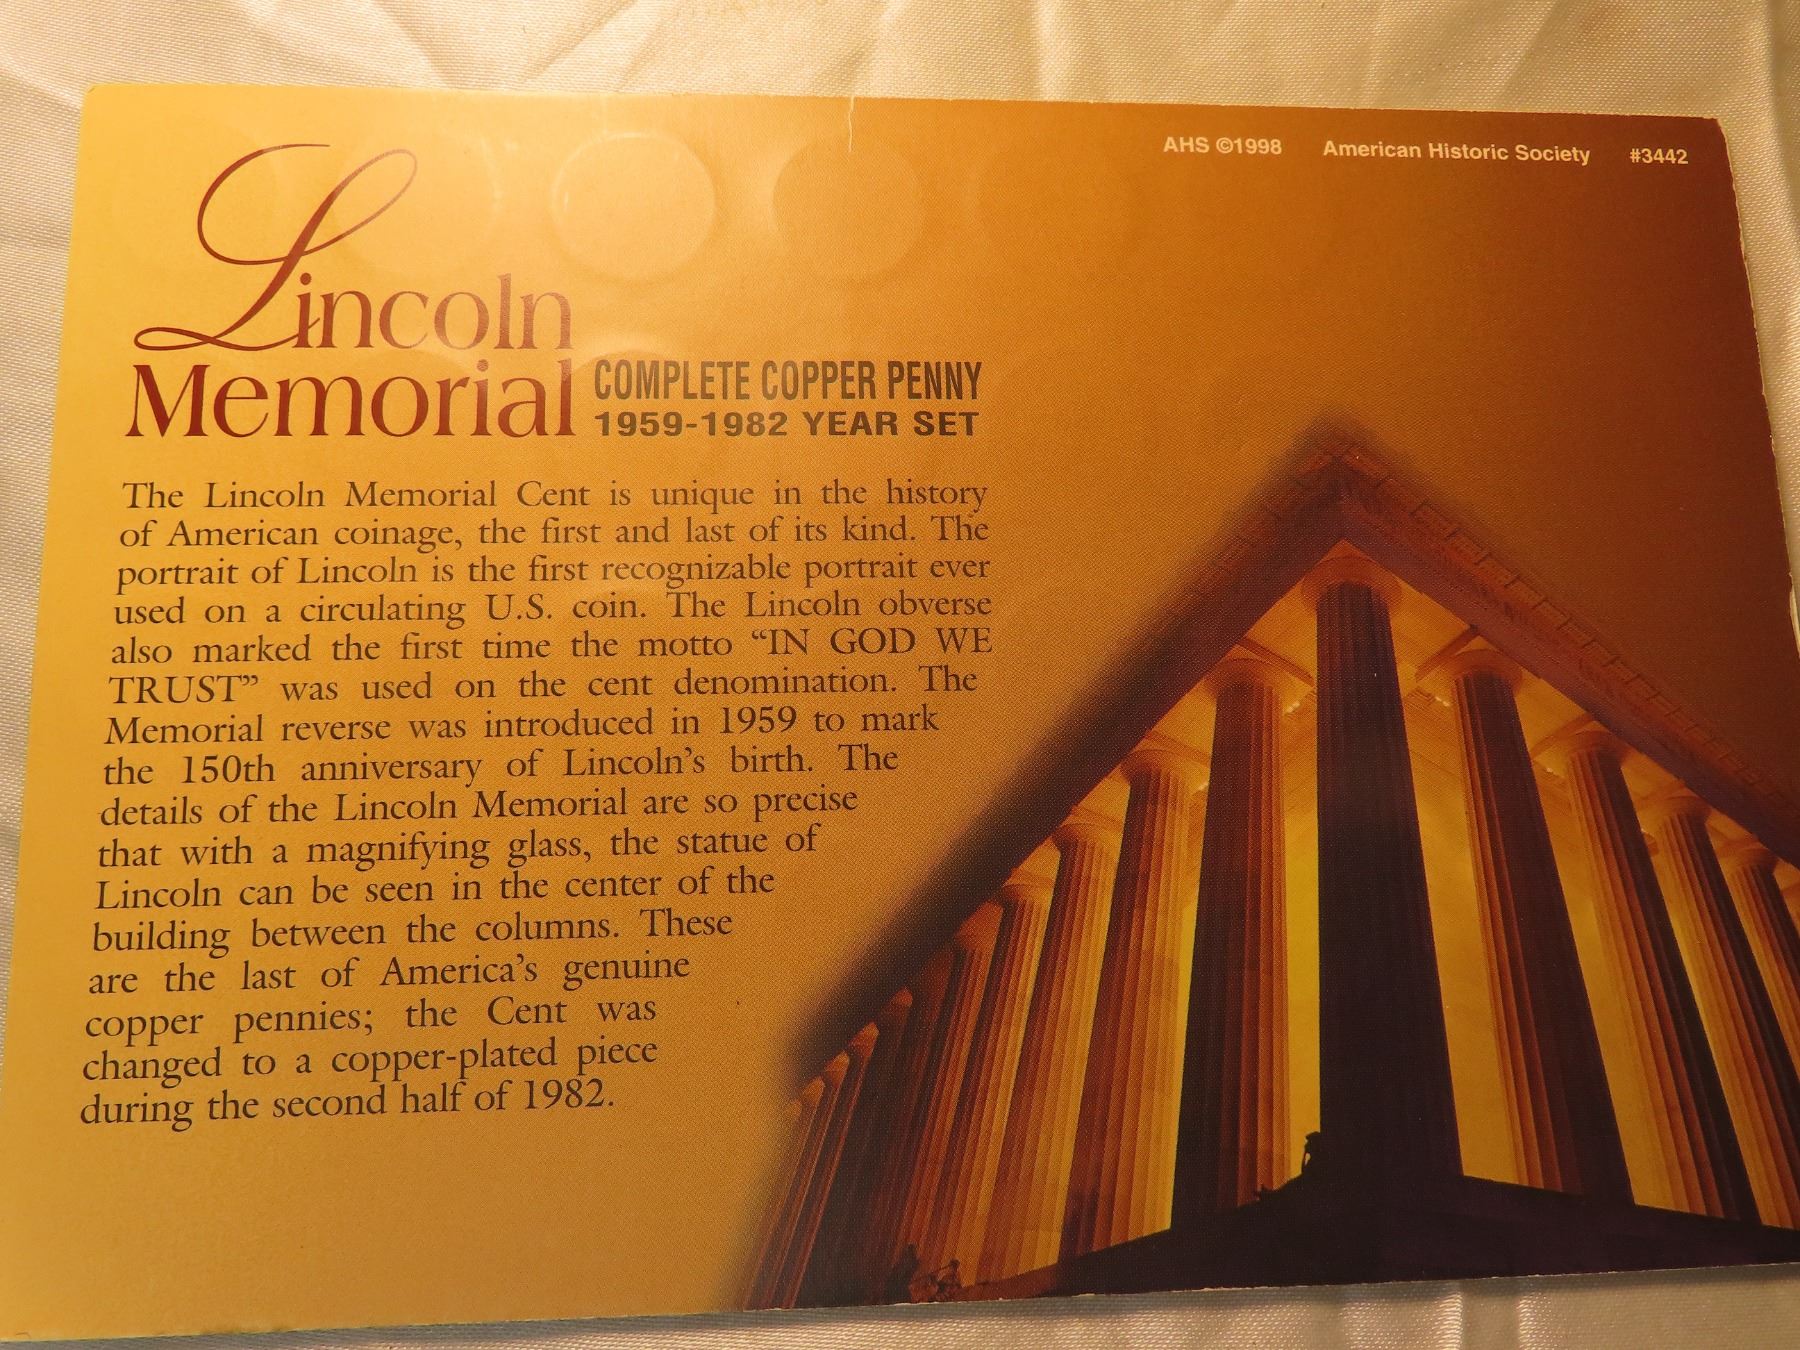 AHS ©1998 American Historic Society #3442
Lincoln
Memorial COMPLETE COPPER PENNY
1959-1982 YEAR SET
The Lincoln Memorial Cent is unique in the history
of American coinage, the first and last of its kind. The
portrait of Lincoln is the first recognizable portrait ever
used on a circulating U.S. coin. The Lincoln obverse
also marked the first time the motto “IN GOD WE
TRUST” was used on the cent denomination. The
Memorial reverse was introduced in 1959 to mark
the 150th anniversary of Lincoln’s birth. The
details of the Lincoln Memorial are so precise
that with a magnifying glass, the statue of
Lincoln can be seen in the center of the
building between the columns. These
are the last of America’s genuine
copper pennies; the Cent was
changed to a copper-plated piece
during the second half of 1982.